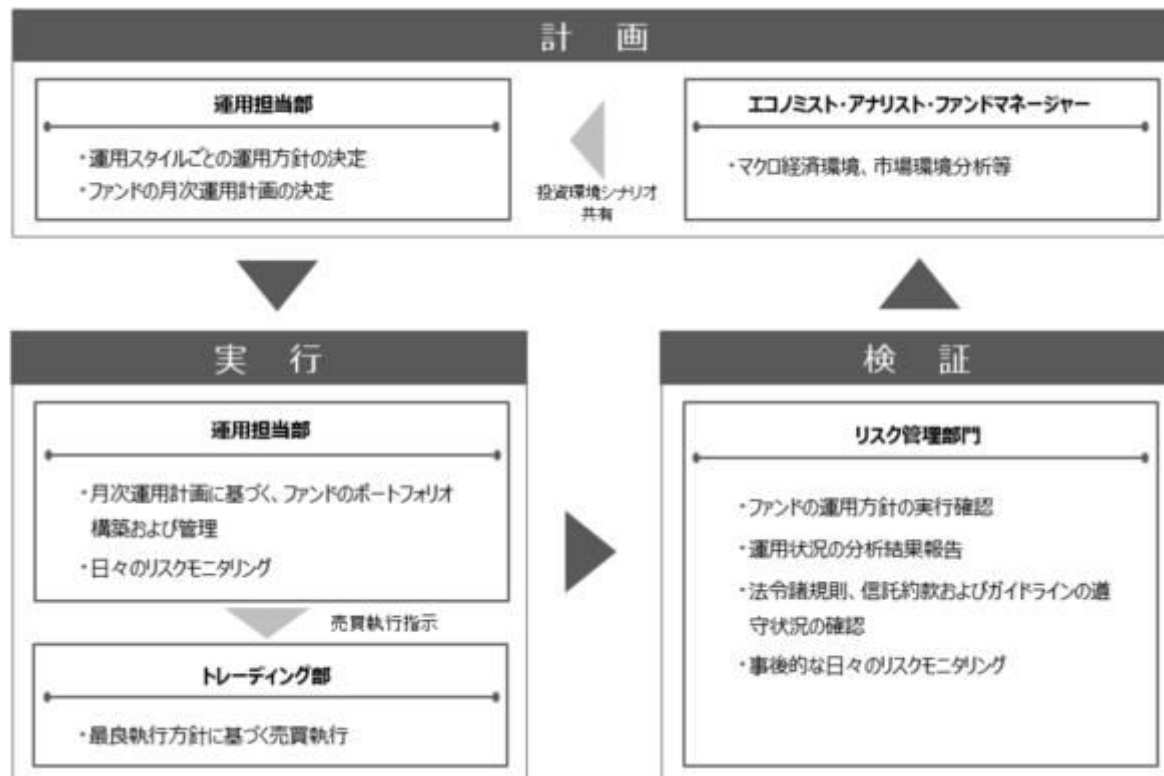 計 画
運用担当部
・運用スタイルごとの運用方針の決定
・ファンドの月次運用計画の決定
投資環境シナリオ
共有
エコノミスト・アナリスト・ファンドマネージャー
・マクロ経済環境、市場環境分析等
実 行
運用担当部
・月次運用計画に基づく、ファンドのポートフォリオ
構築および管理
・日々のリスクモニタリング
売買執行指示
トレーディング部
・最良執行方針に基づく売買執行
検 証
リスク管理部門
・ファンドの運用方針の実行確認
・運用状況の分析結果報告
・法令諸規則、信託約款およびガイドラインの遵
守状況の確認
・事後的な日々のリスクモニタリング